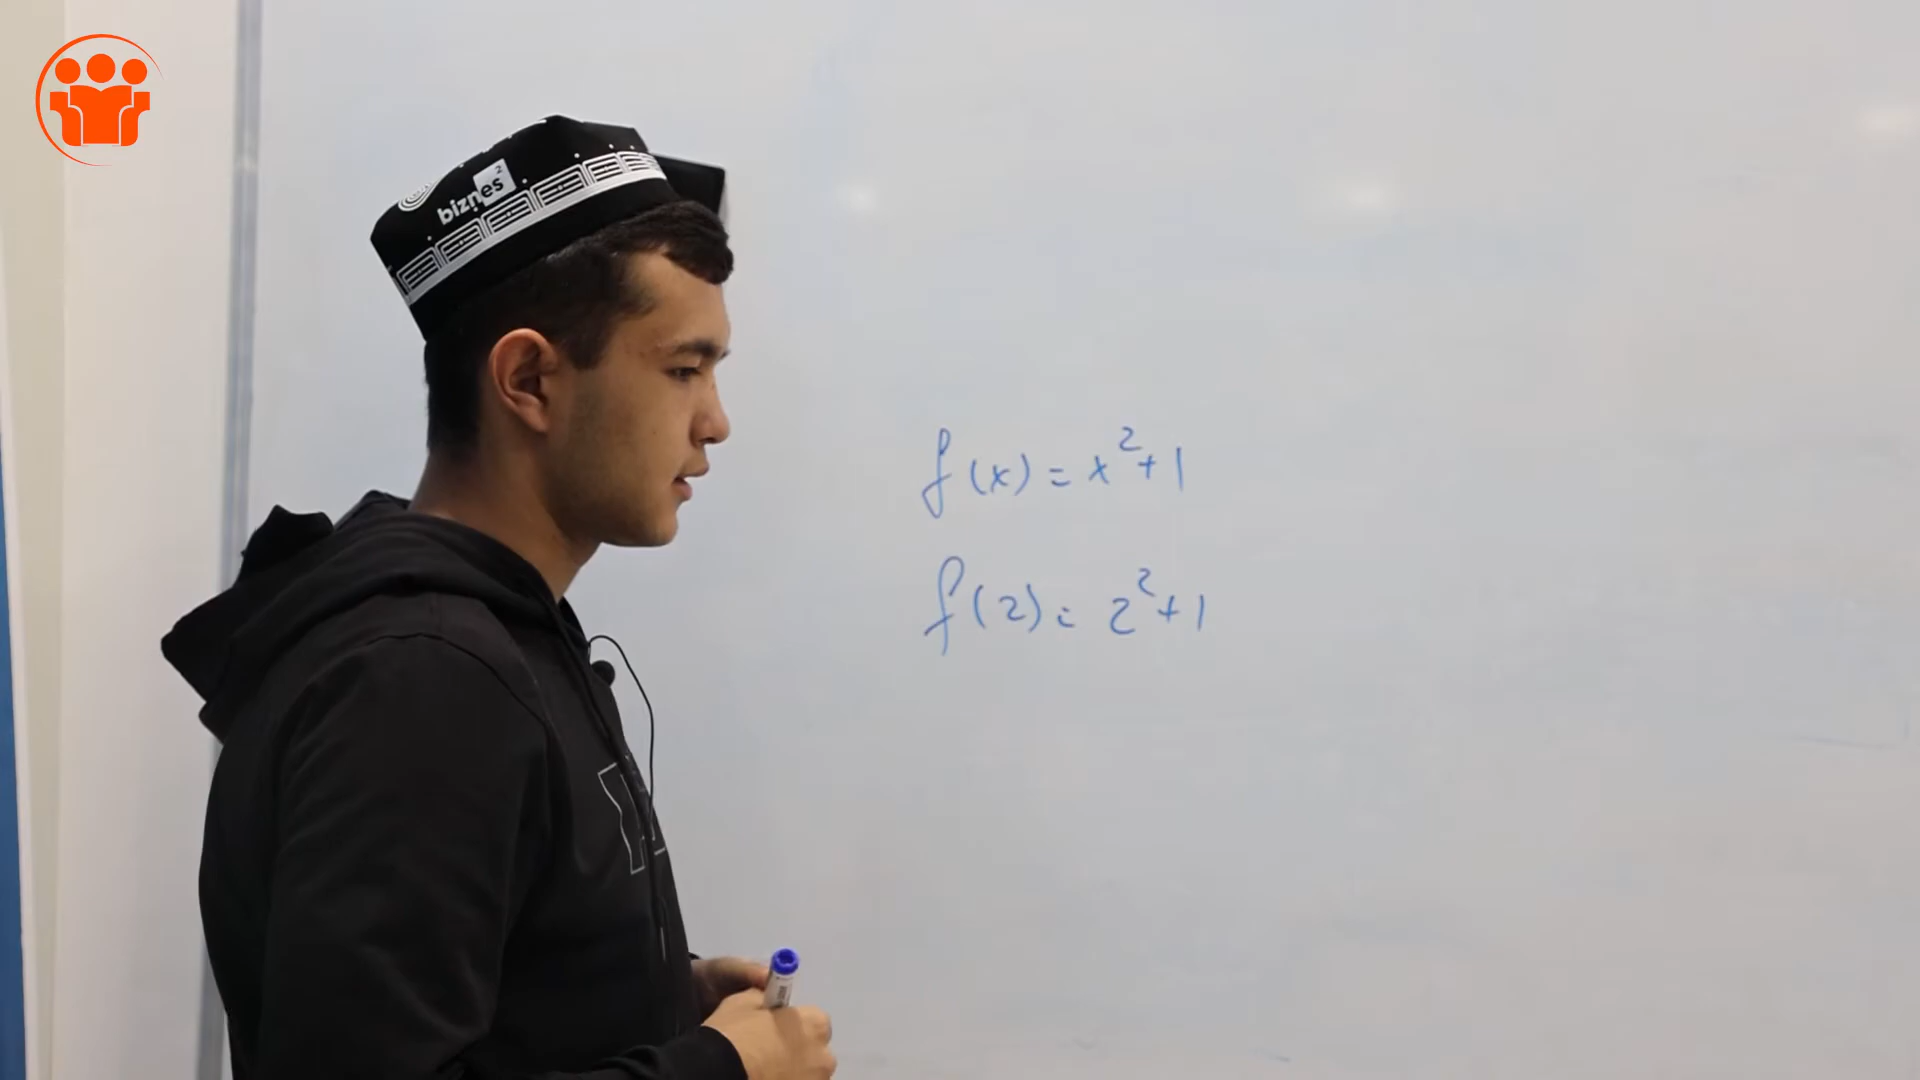 biznes²
f(x) = x² + 1
f(2) = 2² + 1